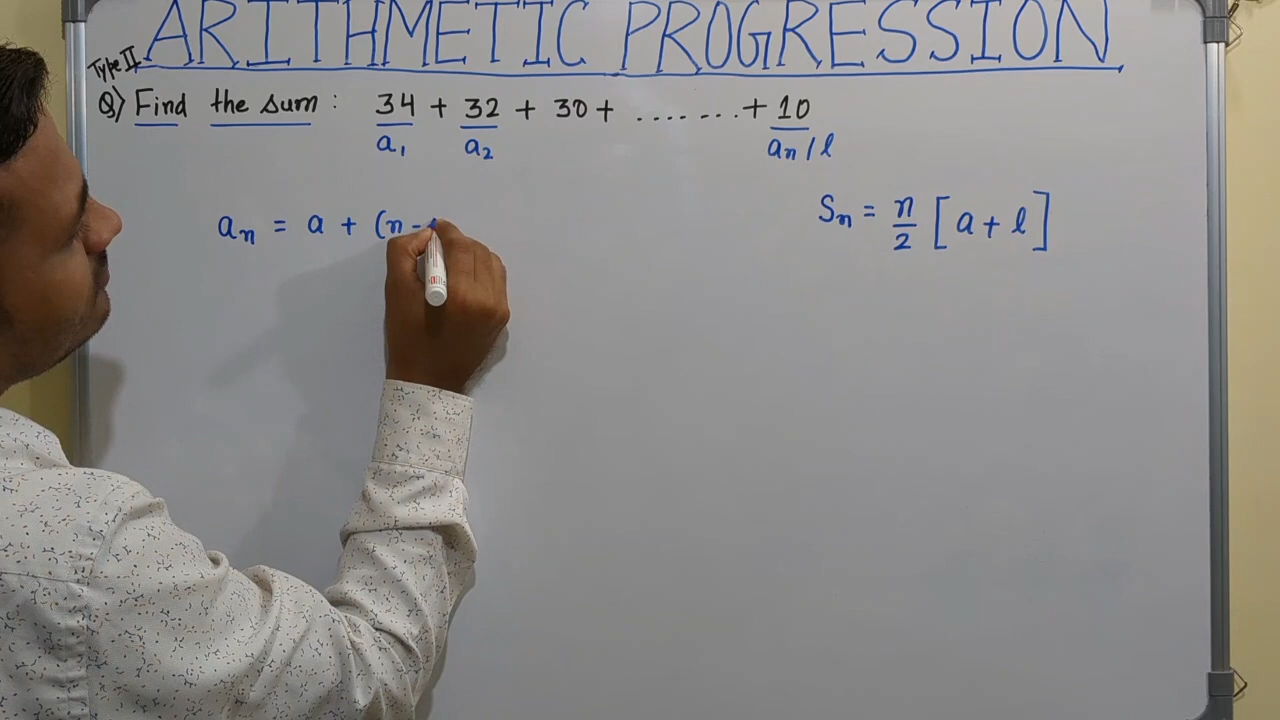 ARITHMETIC PROGRESSION
Type II
Q) Find the sum : 34 + 32 + 30 + ....... + 10
a₁ a₂ aₙ / l
aₙ = a + (n -
Sₙ = n/2 [a + l]